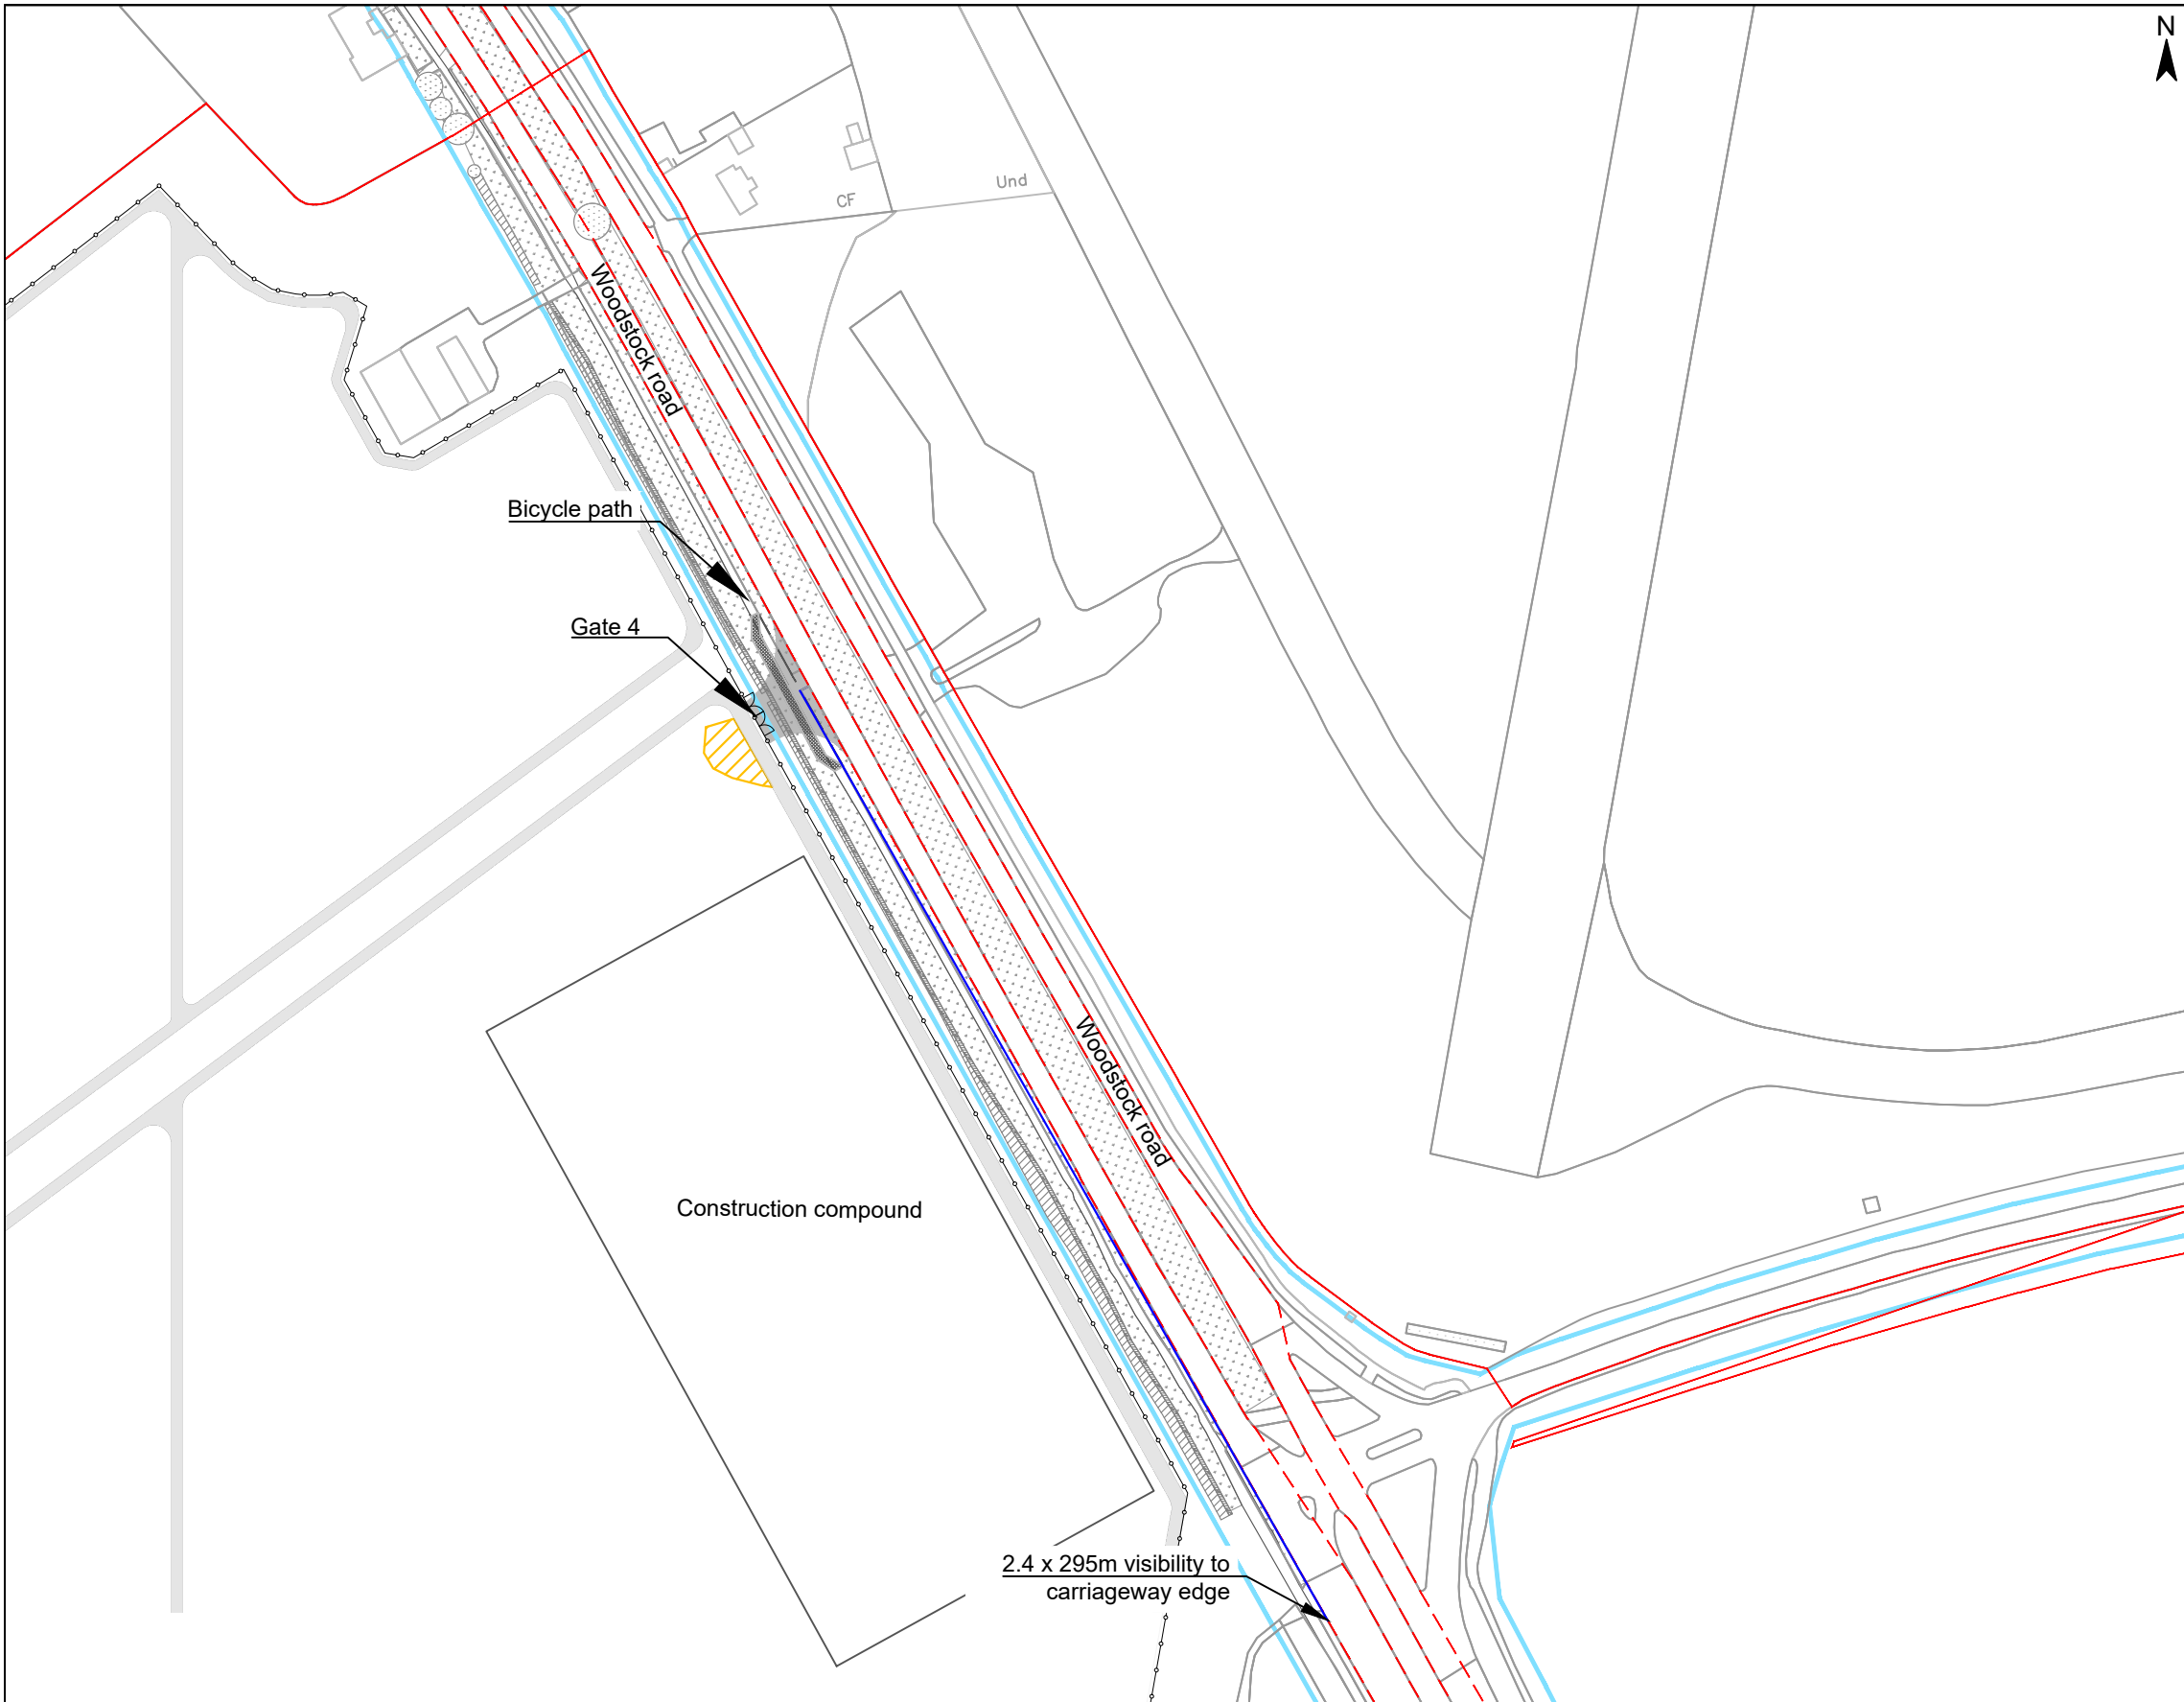 N
Und
CF
Woodstock road
Bicycle path
Gate 4
Woodstock road
Construction compound
2.4 x 295m visibility to
carriageway edge